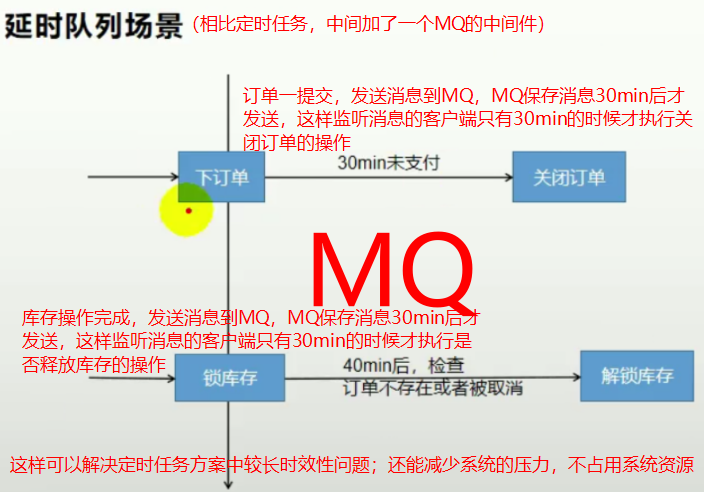 延时队列场景（相比定时任务，中间加了一个MQ的中间件）
订单一提交，发送消息到MQ，MQ保存消息30min后才
发送，这样监听消息的客户端只有30min的时候才执行关
闭订单的操作
下订单
30min未支付
关闭订单
MQ
库存操作完成，发送消息到MQ，MQ保存消息30min后才
发送，这样监听消息的客户端只有30min的时候才执行是
否释放库存的操作
锁库存
40min后，检查
订单不存在或者被取消
解锁库存
这样可以解决定时任务方案中较长时效性问题；还能减少系统的压力，不占用系统资源